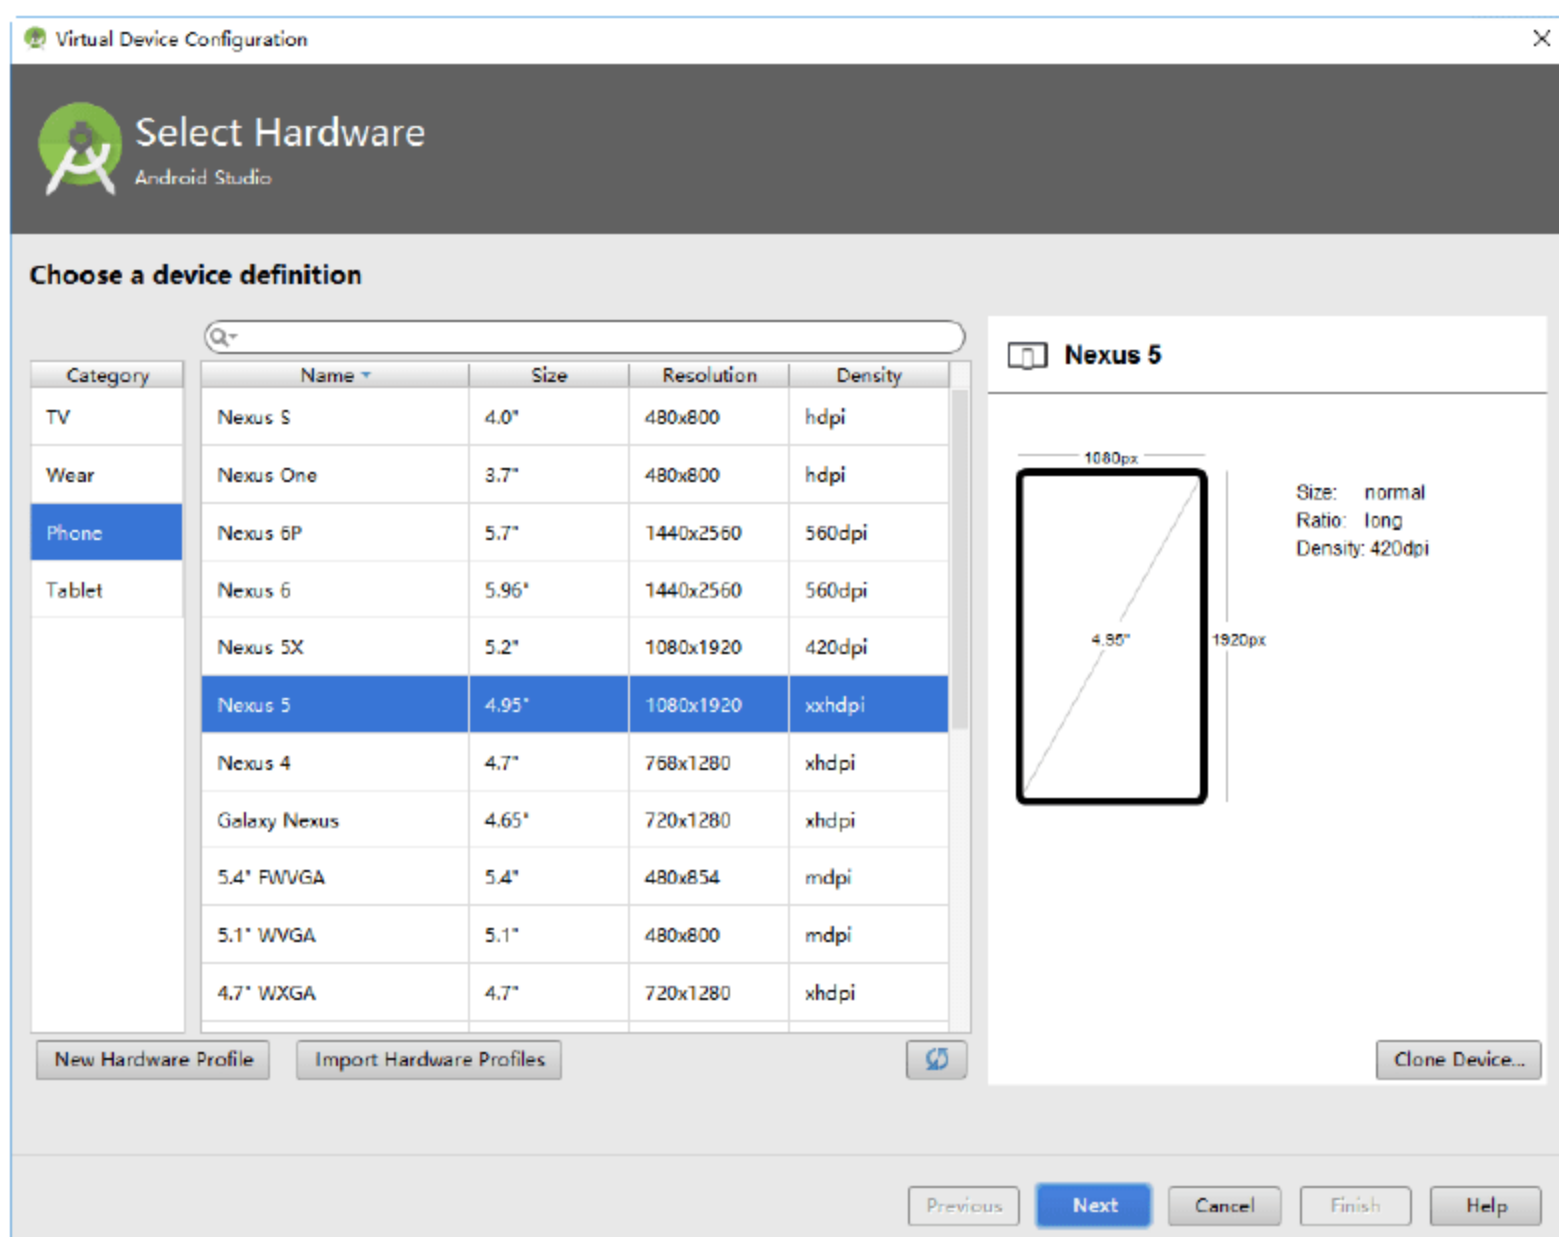 Virtual Device Configuration
Select Hardware
Android Studio
Choose a device definition
Category
TV
Wear
Phone
Tablet
Name Size Resolution Density
Nexus S 4.0" 480x800 hdpi
Nexus One 3.7" 480x800 hdpi
Nexus 6P 5.7" 1440x2560 560dpi
Nexus 6 5.96" 1440x2560 560dpi
Nexus 5X 5.2" 1080x1920 420dpi
Nexus 5 4.95" 1080x1920 xxhdpi
Nexus 4 4.7" 768x1280 xhdpi
Galaxy Nexus 4.65" 720x1280 xhdpi
5.4" FWVGA 5.4" 480x854 mdpi
5.1" WVGA 5.1" 480x800 mdpi
4.7" WXGA 4.7" 720x1280 xhdpi
New Hardware Profile Import Hardware Profiles
Nexus 5
1080px
Size: normal
Ratio: long
Density: 420dpi
4.95" 1920px
Clone Device...
Previous Next Cancel Finish Help